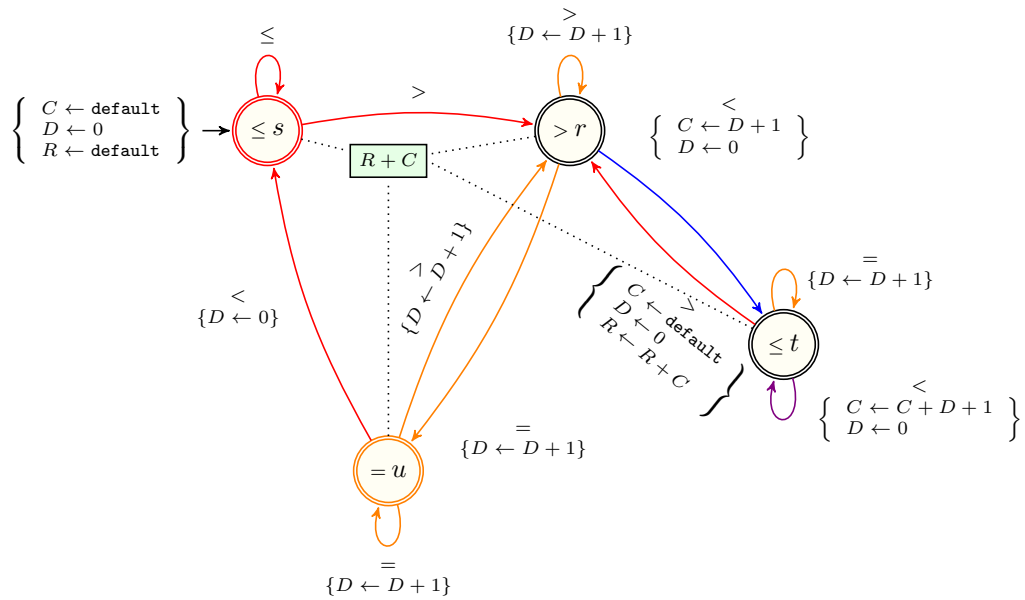 ≤
>
{D ← D + 1}
C ← default
D ← 0
R ← default
≤ s
>
> r
<
C ← D + 1
D ← 0
R + C
<
{D ← 0}
>
{D ← D + 1}
>
C ← default
D ← 0
R ← R + C
=
{D ← D + 1}
≤ t
<
C ← C + D + 1
D ← 0
=
{D ← D + 1}
= u
=
{D ← D + 1}